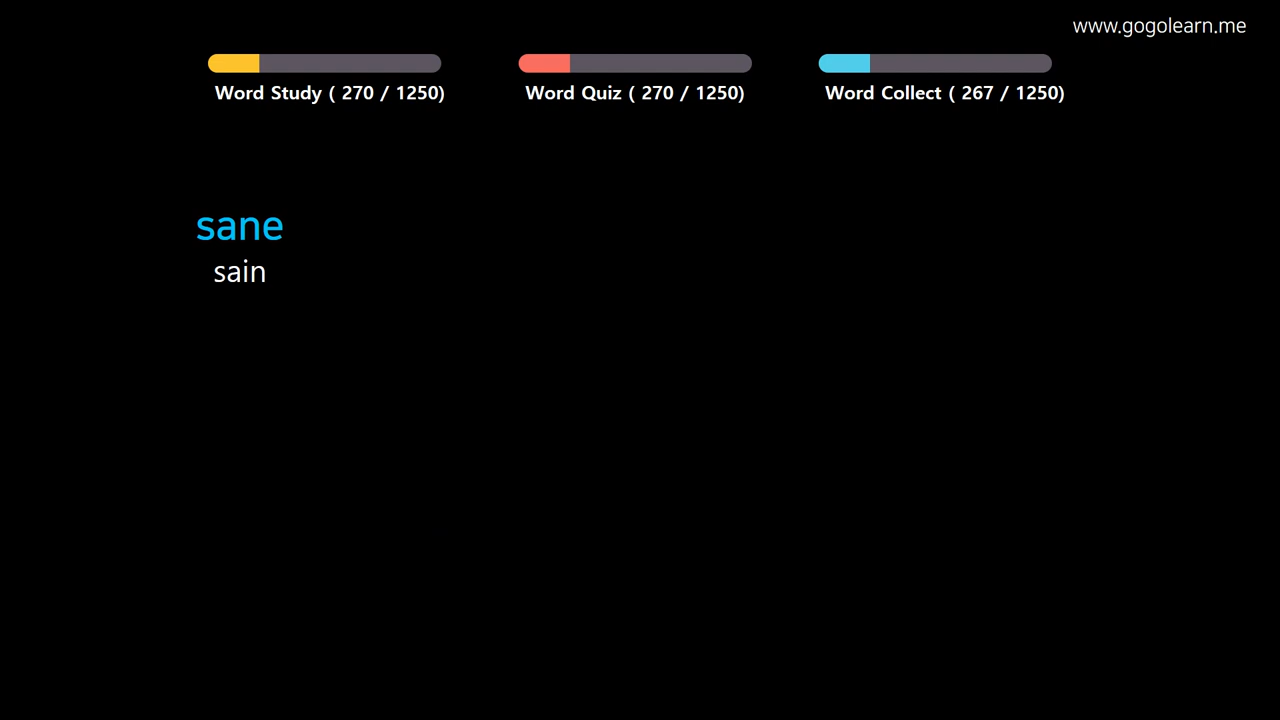 www.gogolearn.me
Word Study ( 270 / 1250)
Word Quiz ( 270 / 1250)
Word Collect ( 267 / 1250)
sane
sain